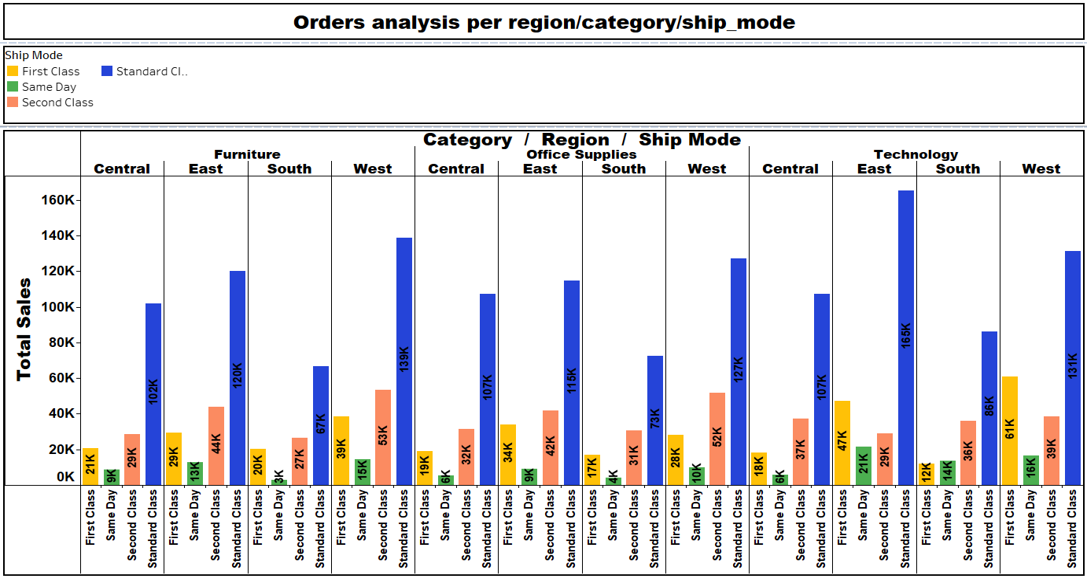 Orders analysis per region/category/ship_mode
Ship Mode
First Class
Standard Cl..
Same Day
Second Class
Category / Region / Ship Mode
Furniture Office Supplies Technology
Central East South West Central East South West Central East South West
Total Sales
160K
140K
120K
100K
80K
60K
40K
20K
0K
21K 9K 29K 102K 29K 13K 44K 120K 20K 3K 27K 67K 39K 15K 53K 139K 19K 6K 32K 107K 34K 9K 42K 115K 17K 4K 31K 73K 28K 10K 52K 127K 18K 6K 37K 107K 47K 21K 29K 165K 12K 14K 36K 86K 61K 16K 39K 131K
First Class Same Day Second Class Standard Class First Class Same Day Second Class Standard Class First Class Same Day Second Class Standard Class First Class Same Day Second Class Standard Class First Class Same Day Second Class Standard Class First Class Same Day Second Class Standard Class First Class Same Day Second Class Standard Class First Class Same Day Second Class Standard Class First Class Same Day Second Class Standard Class First Class Same Day Second Class Standard Class First Class Same Day Second Class Standard Class First Class Same Day Second Class Standard Class